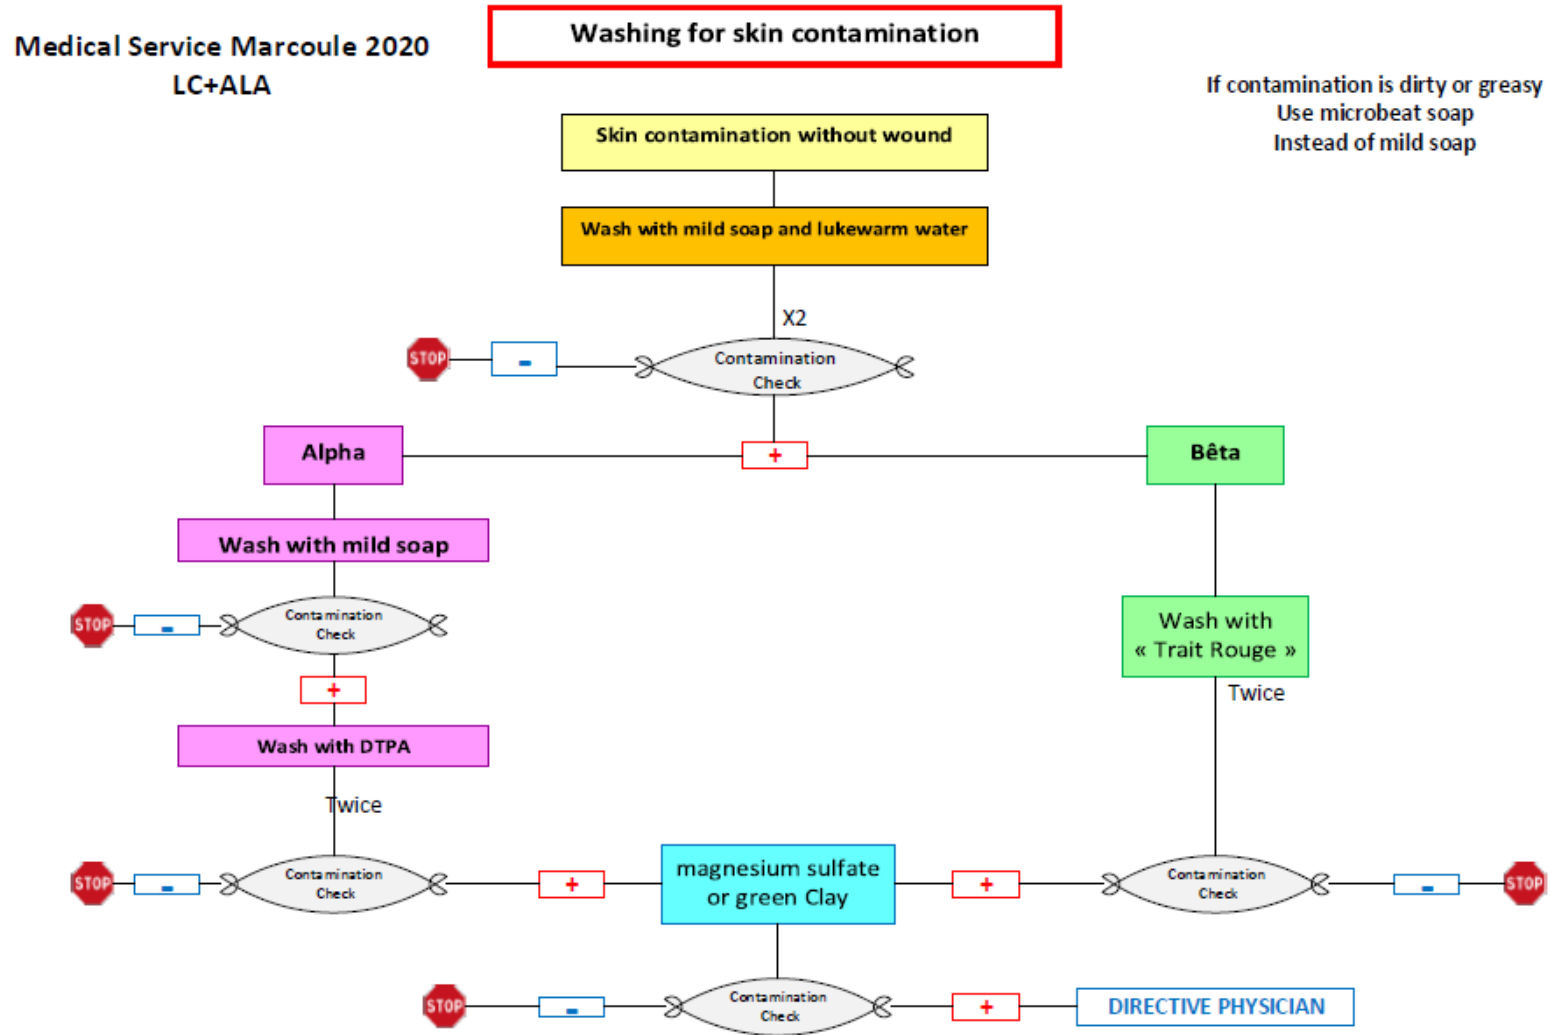 Washing for skin contamination
Medical Service Marcoule 2020
LC+ALA
If contamination is dirty or greasy
Use microbeat soap
Instead of mild soap
Skin contamination without wound
Wash with mild soap and lukewarm water
X2
STOP
-
Contamination
Check
Alpha
+
Bêta
Wash with mild soap
STOP
-
Contamination
Check
Wash with
« Trait Rouge »
Twice
+
Wash with DTPA
Twice
STOP
-
Contamination
Check
+
magnesium sulfate
or green Clay
+
Contamination
Check
-
STOP
STOP
-
Contamination
Check
+
DIRECTIVE PHYSICIAN